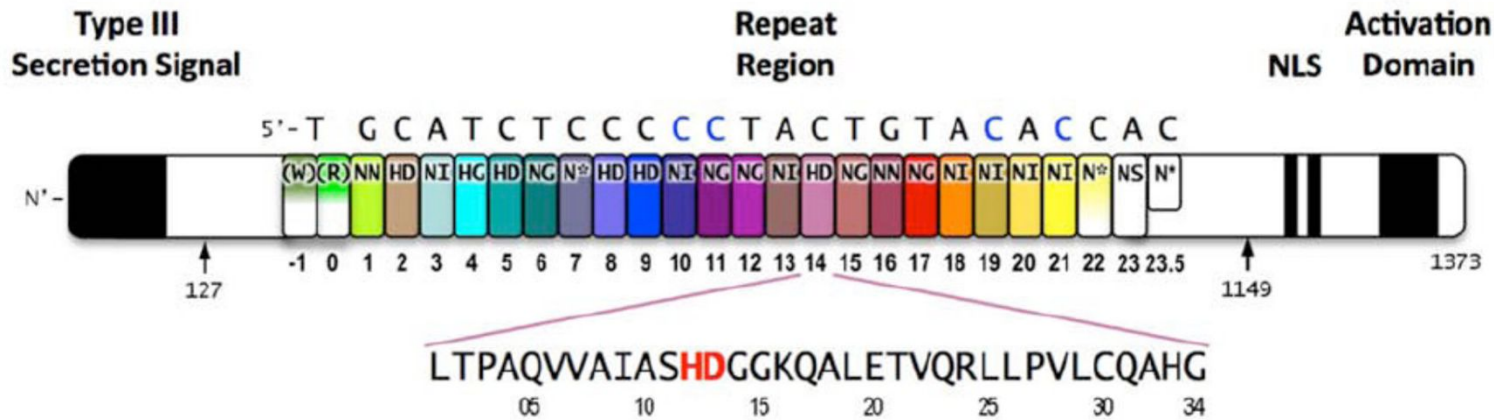 Type III
Secretion Signal
Repeat
Region
NLS
Activation
Domain
5'-T G C A T C T C C C C C T A C T G T A C A C C A C
N'- (W) (R) NN HD NI HG HD NG N* HD HD NI NG NG NI HD NG NN NG NI NI NI NI N* NS N*
-1 0 1 2 3 4 5 6 7 8 9 10 11 12 13 14 15 16 17 18 19 20 21 22 23 23.5
127
1149
1373
LTPAQVVAIASHDGGKQALETVQRLLPVLCQAHG
05 10 15 20 25 30 34